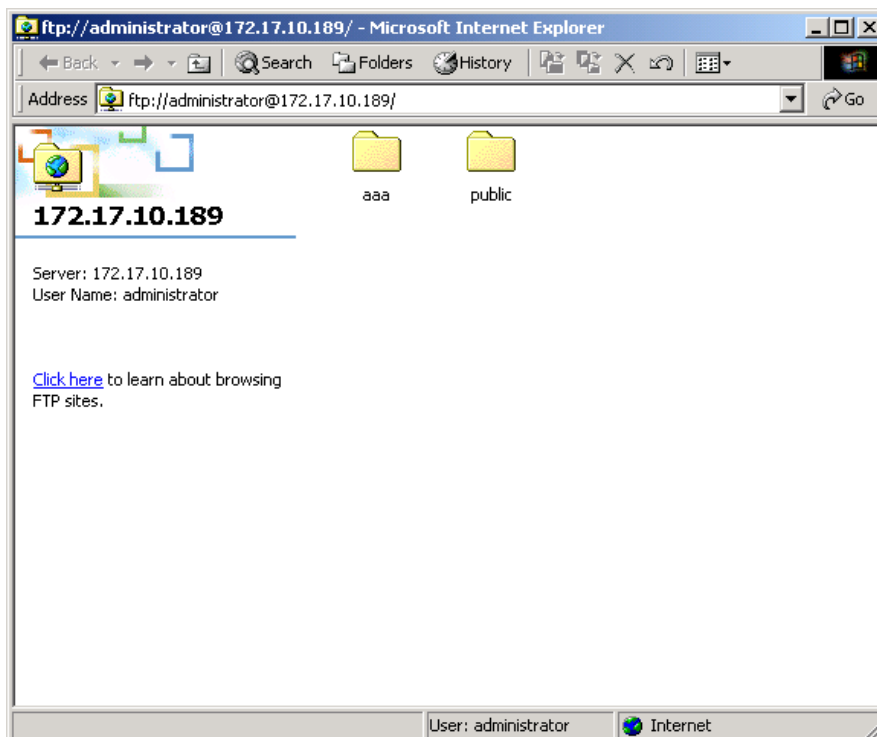 ftp://administrator@172.17.10.189/ - Microsoft Internet Explorer
Back Search Folders History
Address ftp://administrator@172.17.10.189/ Go
aaa public
172.17.10.189
Server: 172.17.10.189
User Name: administrator
Click here to learn about browsing
FTP sites.
User: administrator Internet